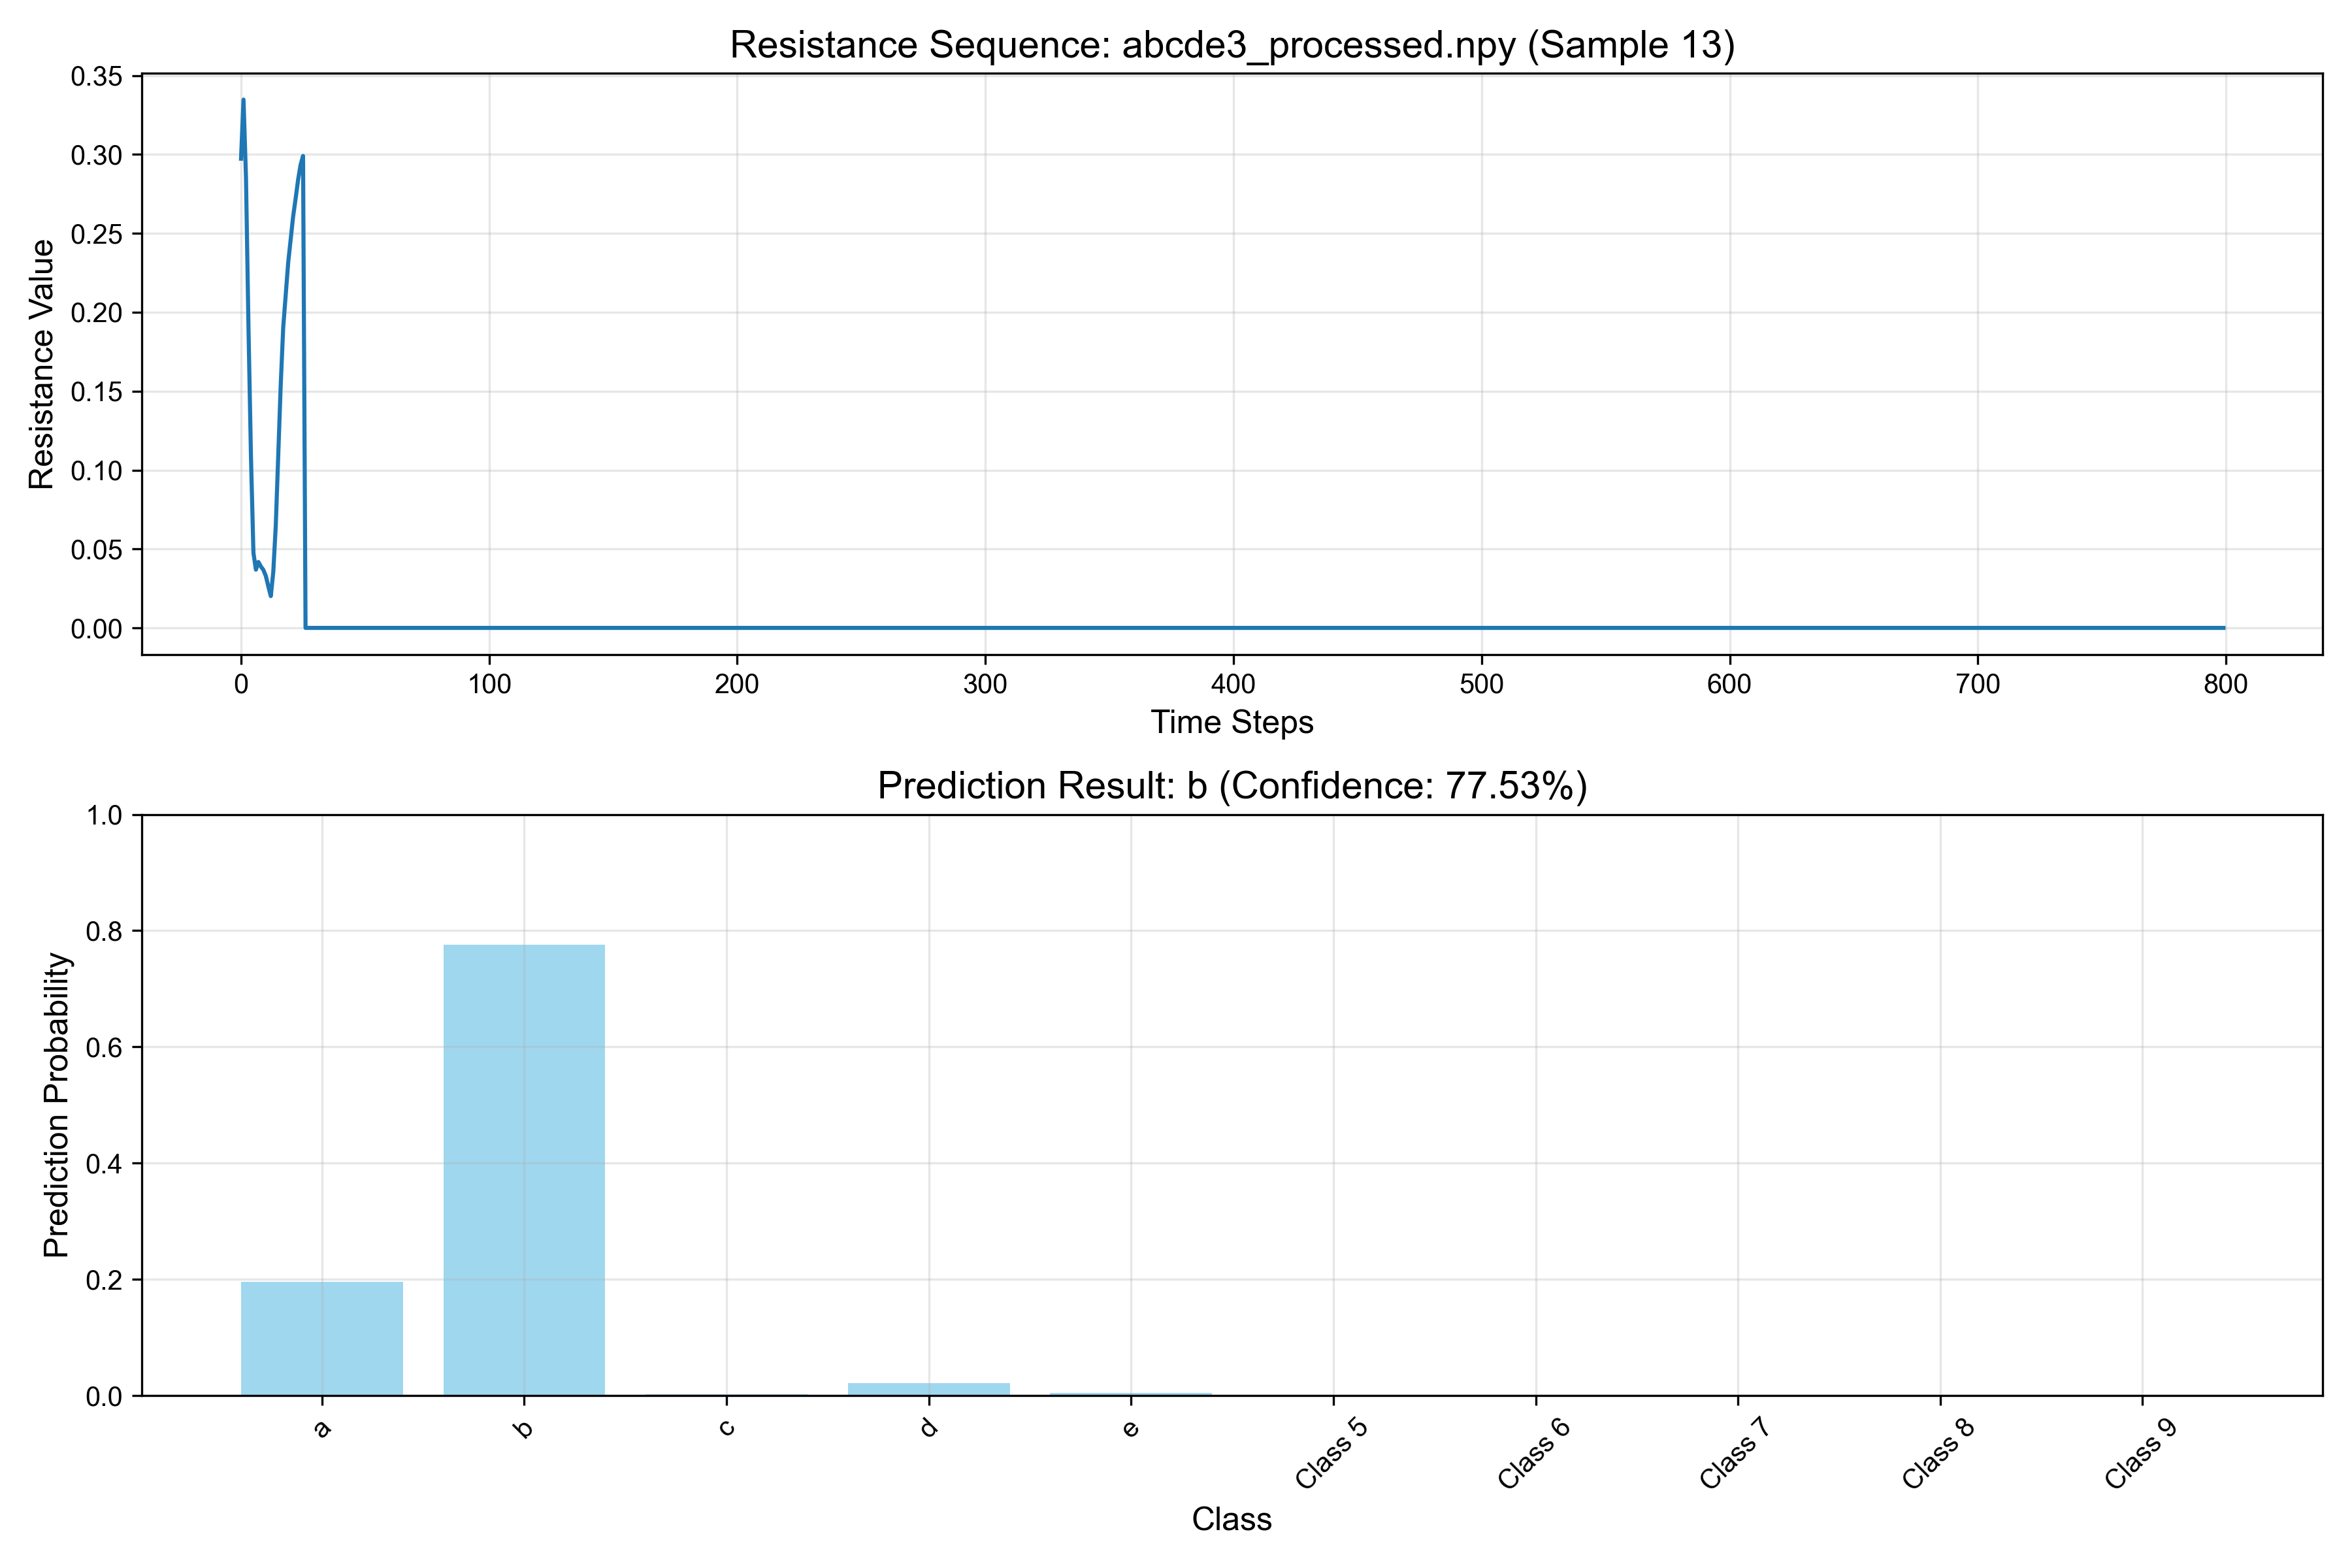 Resistance Sequence: abcde3_processed.npy (Sample 13)
Resistance Value
0.35
0.30
0.25
0.20
0.15
0.10
0.05
0.00
0 100 200 300 400 500 600 700 800
Time Steps
Prediction Result: b (Confidence: 77.53%)
Prediction Probability
1.0
0.8
0.6
0.4
0.2
0.0
a b c d e Class 5 Class 6 Class 7 Class 8 Class 9
Class